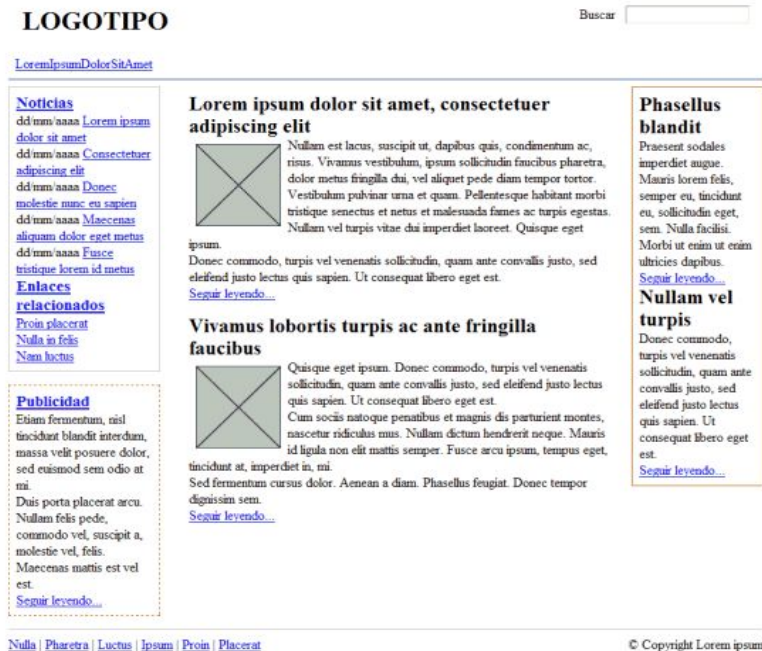 LOGOTIPO
Buscar
LoremIpsumDolorSitAmet
Noticias
dd/mm/aaaa Lorem ipsum
dolor sit amet
dd/mm/aaaa Consectetuer
adipiscing elit
dd/mm/aaaa Donec
molestie nunc eu sapien
dd/mm/aaaa Maecenas
aliquam dolor eget metus
dd/mm/aaaa Fusce
tristique lorem id metus
Enlaces
relacionados
Proin placerat
Nulla in felis
Nam luctus
Publicidad
Etiam fermentum, nisl
tincidunt blandit interdum,
massa velit posuere dolor,
sed euismod sem odio at
mi.
Duis porta placerat arcu.
Nullam felis pede,
commodo vel, suscipit a,
molestie vel, felis.
Maecenas mattis est vel
est.
Seguir leyendo...
Lorem ipsum dolor sit amet, consectetuer
adipiscing elit
Nullam est lacus, suscipit ut, dapibus quis, condimentum ac,
risus. Vivamus vestibulum, ipsum sollicitudin faucibus pharetra,
dolor metus fringilla dui, vel aliquet pede diam tempor tortor.
Vestibulum pulvinar urna et quam. Pellentesque habitant morbi
tristique senectus et netus et malesuada fames ac turpis egestas.
Nullam vel turpis vitae dui imperdiet laoreet. Quisque eget
ipsum.
Donec commodo, turpis vel venenatis sollicitudin, quam ante convallis justo, sed
eleifend justo lectus quis sapien. Ut consequat libero eget est.
Seguir leyendo...
Vivamus lobortis turpis ac ante fringilla
faucibus
Quisque eget ipsum. Donec commodo, turpis vel venenatis
sollicitudin, quam ante convallis justo, sed eleifend justo lectus
quis sapien. Ut consequat libero eget est.
Cum sociis natoque penatibus et magnis dis parturient montes,
nascetur ridiculus mus. Nullam dictum hendrerit neque. Mauris
id ligula non elit mattis semper. Fusce arcu ipsum, tempus eget,
tincidunt at, imperdiet in, mi.
Sed fermentum cursus dolor. Aenean a diam. Phasellus feugiat. Donec tempor
dignissim sem.
Seguir leyendo...
Phasellus
blandit
Praesent sodales
imperdiet augue.
Mauris lorem felis,
semper eu, tincidunt
eu, sollicitudin eget,
sem. Nulla facilisi.
Morbi ut enim ut enim
ultricies dapibus.
Seguir leyendo...
Nullam vel
turpis
Donec commodo,
turpis vel venenatis
sollicitudin, quam ante
convallis justo, sed
eleifend justo lectus
quis sapien. Ut
consequat libero eget
est.
Seguir leyendo...
Nulla | Pharetra | Luctus | Ipsum | Proin | Placerat
© Copyright Lorem ipsum